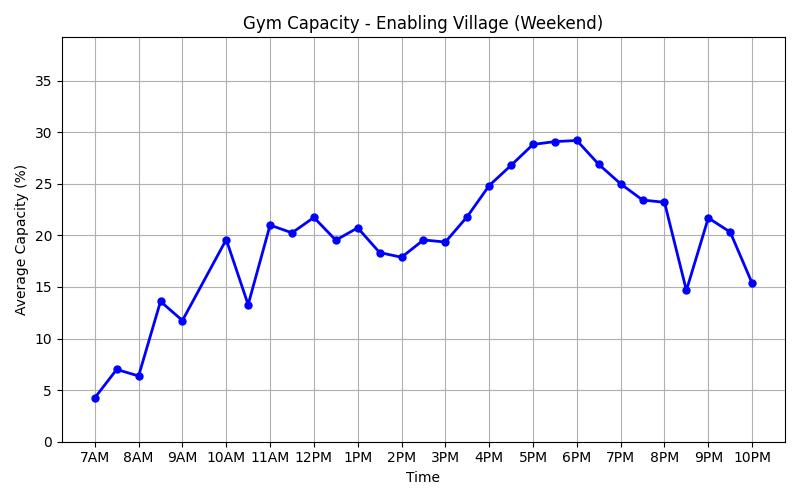 Gym Capacity - Enabling Village (Weekend)
Average Capacity (%)
35
30
25
20
15
10
5
0
7AM 8AM 9AM 10AM 11AM 12PM 1PM 2PM 3PM 4PM 5PM 6PM 7PM 8PM 9PM 10PM
Time